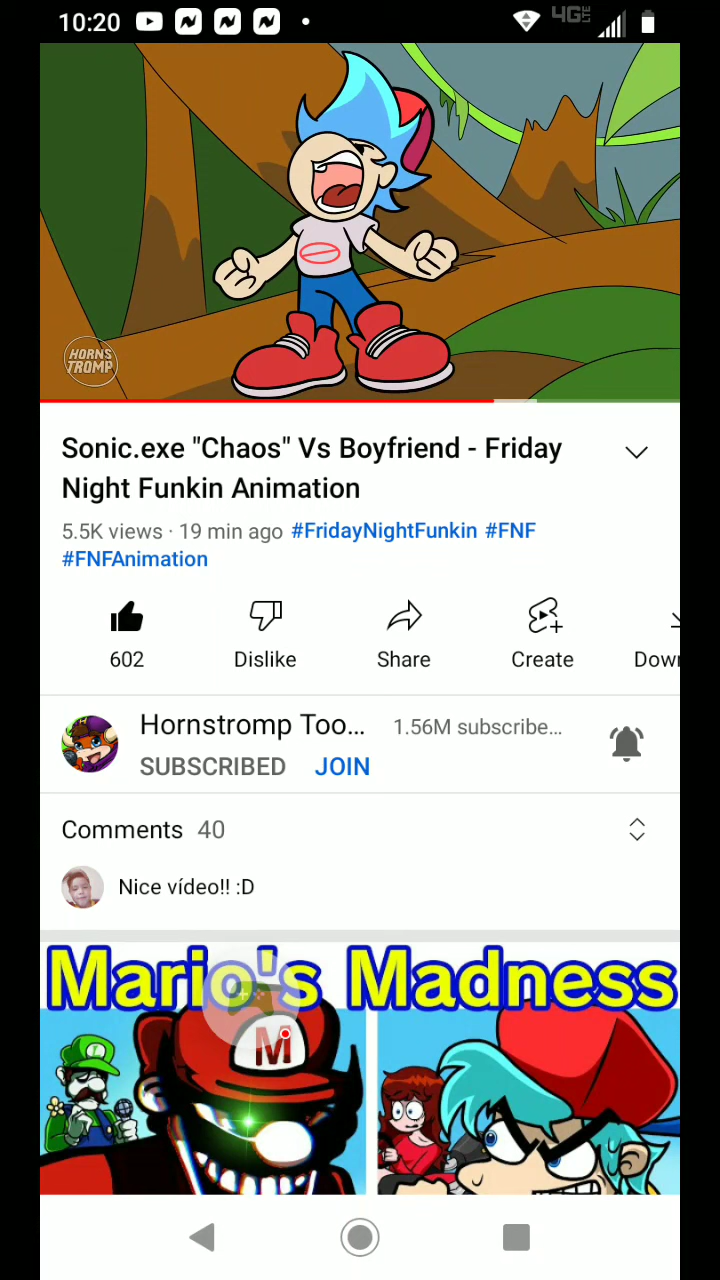 10:20
4G LTE
HORNS
TROMP
Sonic.exe "Chaos" Vs Boyfriend - Friday
Night Funkin Animation
5.5K views · 19 min ago #FridayNightFunkin #FNF
#FNFAnimation
602
Dislike
Share
Create
Down
Hornstromp Too... 1.56M subscribe...
SUBSCRIBED JOIN
Comments 40
Nice vídeo!! :D
Mario's Madness
L
M